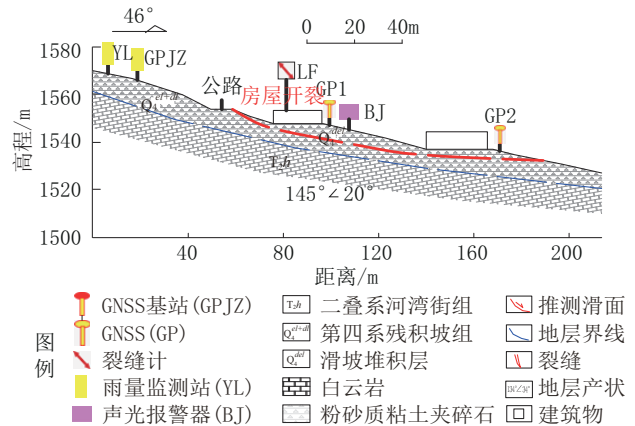 46°
0 20 40m
1580
YL
GPJZ
LF
1560
公路
房屋开裂
GP1
BJ
GP2
Q₄ᵉˡ⁺ᵈˡ
Q₄ᵈᵉˡ
高程/m
1540
T₂h
1520
145°∠20°
1500
40 80 120 160 200
距离/m
图例
GNSS基站(GPJZ)
T₂h 二叠系河湾街组
推测滑面
GNSS(GP)
Q₄ᵉˡ⁺ᵈˡ 第四系残积坡组
地层界线
裂缝计
Q₄ᵈᵉˡ 滑坡堆积层
裂缝
雨量监测站(YL)
白云岩
地层产状
声光报警器(BJ)
粉砂质粘土夹碎石
建筑物